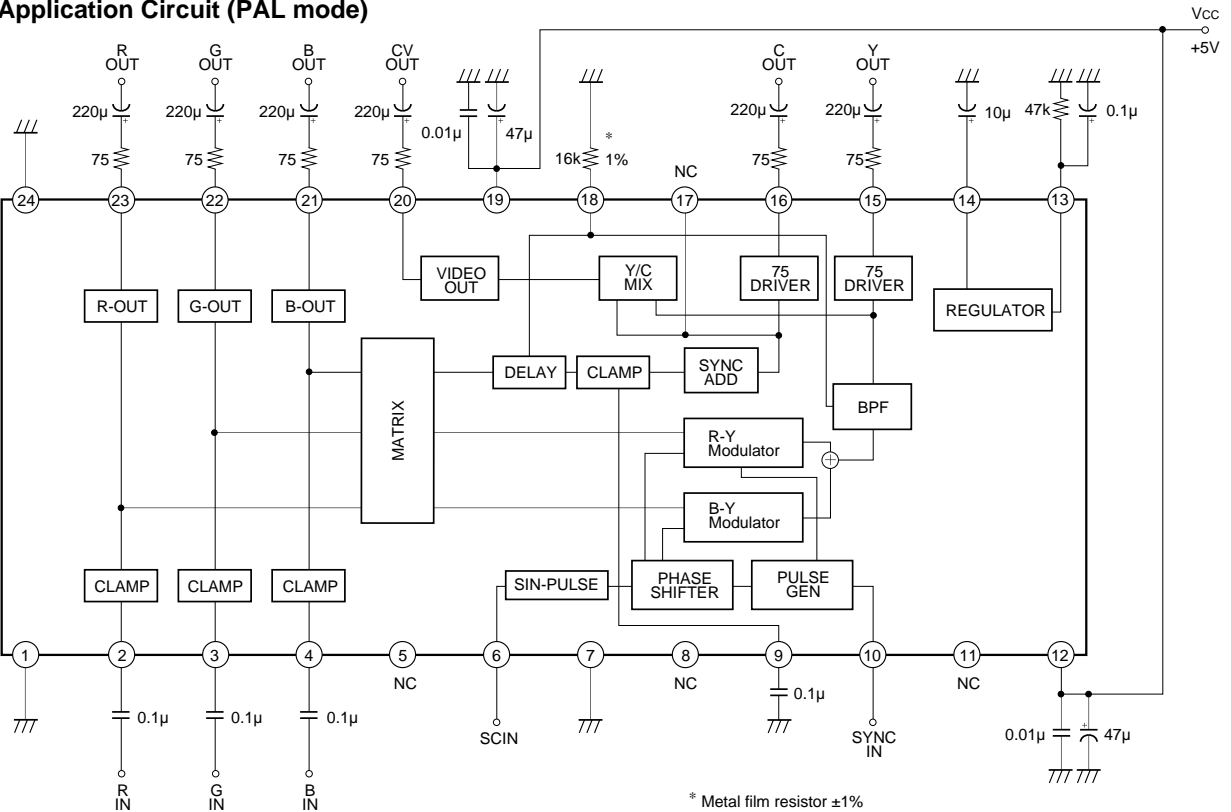 Application Circuit (PAL mode)
VCC
+5V
R
OUT
G
OUT
B
OUT
CV
OUT
C
OUT
Y
OUT
220µ
+
220µ
+
220µ
+
220µ
+
0.01µ
47µ
+
*
220µ
+
220µ
+
10µ
+
47k
0.1µ
+
75
75
75
75
16k
1%
NC
75
75
24
23
22
21
20
19
18
17
16
15
14
13
VIDEO
OUT
Y/C
MIX
75
DRIVER
75
DRIVER
R-OUT
G-OUT
B-OUT
REGULATOR
MATRIX
DELAY
CLAMP
SYNC
ADD
BPF
R-Y
Modulator
B-Y
Modulator
CLAMP
CLAMP
CLAMP
SIN-PULSE
PHASE
SHIFTER
PULSE
GEN
1
2
3
4
5
6
7
8
9
10
11
12
NC
NC
NC
0.1µ
0.1µ
0.1µ
SCIN
0.1µ
SYNC
IN
0.01µ
+
47µ
R
IN
G
IN
B
IN
* Metal film resistor ±1%